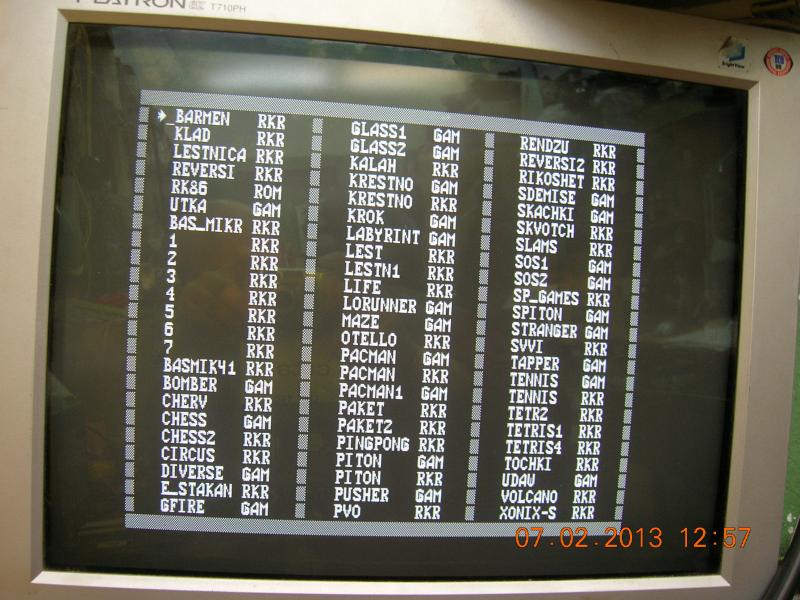 T710PH
BARMEN RKR
KLAD RKR
LESTNICA RKR
REVERSI RKR
RK86 ROM
UTKA GAM
BAS_MIKR RKR
1 RKR
2 RKR
3 RKR
4 RKR
5 RKR
6 RKR
7 RKR
BASMIK41 RKR
BOMBER GAM
CHERV RKR
CHESS GAM
CHESS2 RKR
CIRCUS RKR
DIVERSE GAM
E_STAKAN RKR
GFIRE GAM
GLASS1 GAM
GLASS2 GAM
KALAH RKR
KRESTNO GAM
KRESTNO RKR
KROK GAM
LABYRINT GAM
LEST RKR
LESTN1 RKR
LIFE RKR
LORUNNER GAM
MAZE GAM
OTELLO RKR
PACMAN GAM
PACMAN RKR
PACMAN1 GAM
PAKET RKR
PAKET2 RKR
PINGPONG RKR
PITON GAM
PITON RKR
PUSHER GAM
PVO RKR
RENDZU RKR
REVERSI2 RKR
RIKOSHET RKR
SDEMISE GAM
SKACHKI GAM
SKVOTCH RKR
SLAMS RKR
SOS1 GAM
SOS2 GAM
SP_GAMES RKR
SPITON GAM
STRANGER GAM
SVVI RKR
TAPPER GAM
TENNIS GAM
TENNIS RKR
TETR2 RKR
TETRIS1 RKR
TETRIS4 RKR
TOCHKI RKR
UDAV GAM
VOLCANO RKR
XONIX-S RKR
07.02.2013 12:57